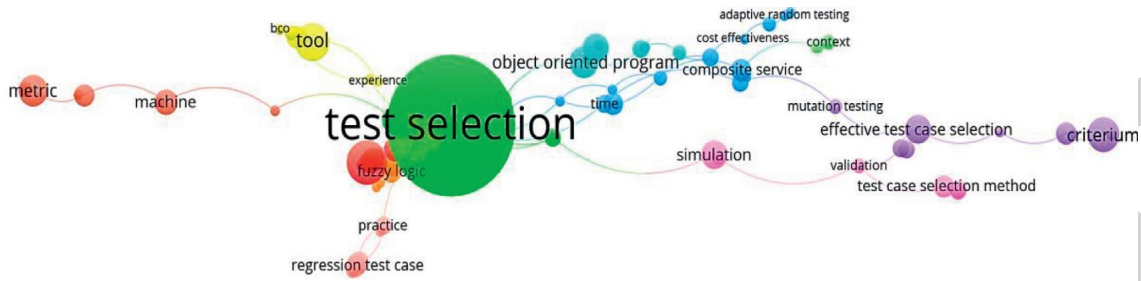 adaptive random testing
bco
cost effectiveness
context
tool
object oriented program
composite service
experience
metric
machine
time
mutation testing
test selection
effective test case selection
criterium
simulation
validation
fuzzy logic
test case selection method
practice
regression test case